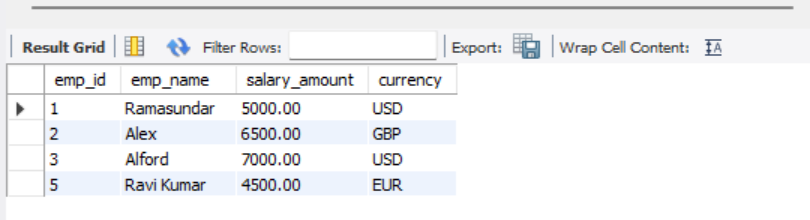 Result Grid Filter Rows: Export: Wrap Cell Content: IA
emp_id emp_name salary_amount currency
1 Ramasundar 5000.00 USD
2 Alex 6500.00 GBP
3 Alford 7000.00 USD
5 Ravi Kumar 4500.00 EUR